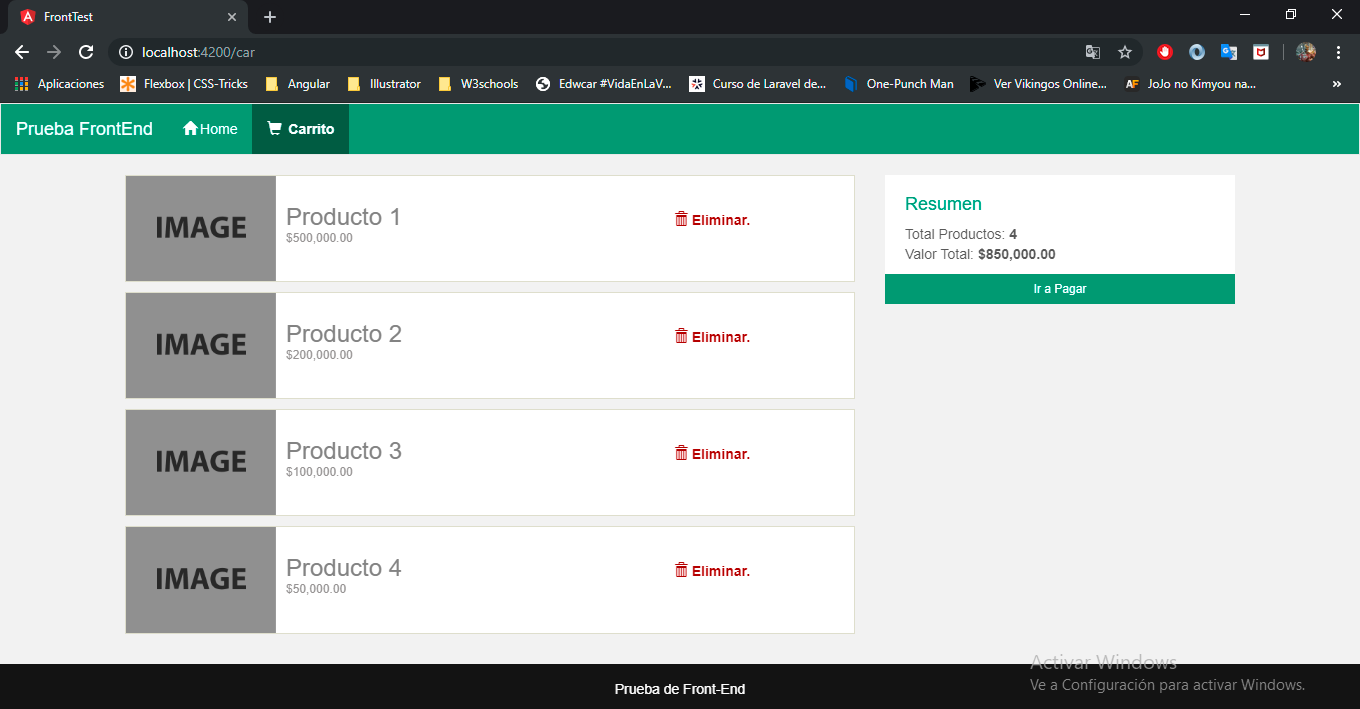 FrontTest
localhost:4200/car
Aplicaciones Flexbox | CSS-Tricks Angular Illustrator W3schools Edwcar #VidaEnLaV... Curso de Laravel de... One-Punch Man Ver Vikingos Online... AF JoJo no Kimyou na... »
Prueba FrontEnd Home Carrito
IMAGE
Producto 1
$500,000.00
Eliminar.
IMAGE
Producto 2
$200,000.00
Eliminar.
IMAGE
Producto 3
$100,000.00
Eliminar.
IMAGE
Producto 4
$50,000.00
Eliminar.
Resumen
Total Productos: 4
Valor Total: $850,000.00
Ir a Pagar
Activar Windows
Ve a Configuración para activar Windows.
Prueba de Front-End